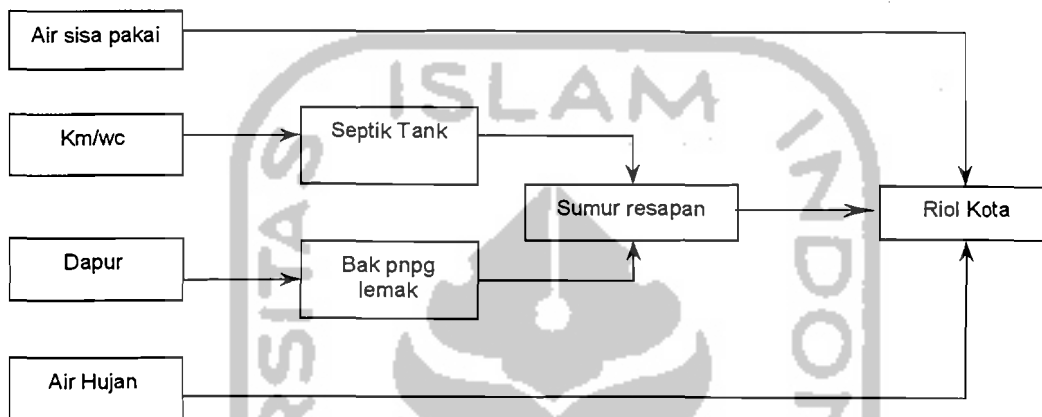 Air sisa pakai
ISLAM
Km/wc
Septik Tank
Sumur resapan
Riol Kota
Dapur
Bak pnpg
lemak
Air Hujan